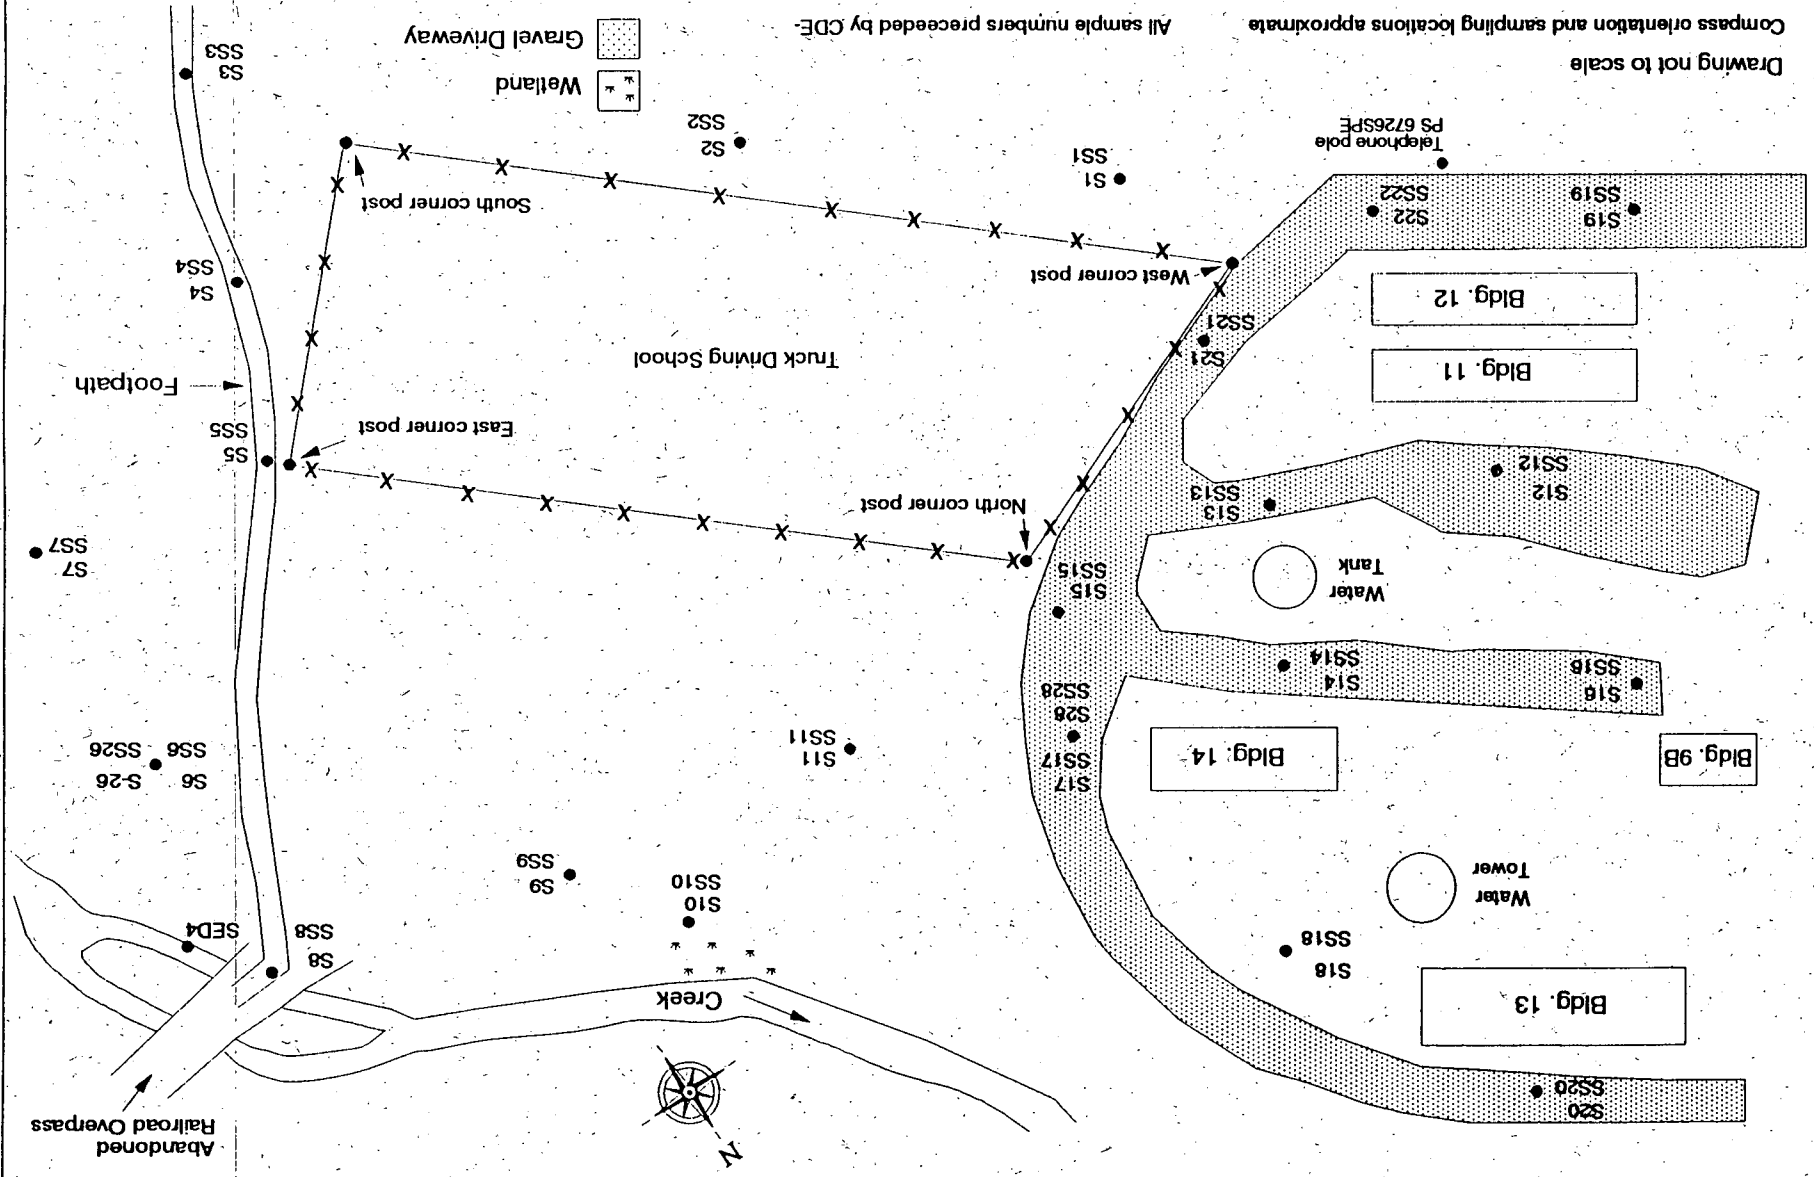 S20
SS20
Bldg. 13
S18
SS18
Water
Tower
Bldg. 9B
Bldg. 14
S16
SS16
S14
SS14
Water
Tank
S12
SS12
S13
SS13
Bldg. 11
Bldg. 12
S19
SS19
S22
SS22
Telephone pole
PS 6726SPE
Drawing not to scale
Compass orientation and sampling locations approximate
N
Creek
S10
SS10
S9
SS9
S17
SS17
S28
SS28
S11
SS11
S15
SS15
North corner post
East corner post
Truck Driving School
S21
SS21
West corner post
South corner post
S1
SS1
S2
SS2
Wetland
Gravel Driveway
All sample numbers preceeded by CDE-
Abandoned
Railroad Overpass
S8
SS8
SED4
S6 S-26
SS6 SS26
S7
SS7
S5
SS5
Footpath
S4
SS4
S3
SS3